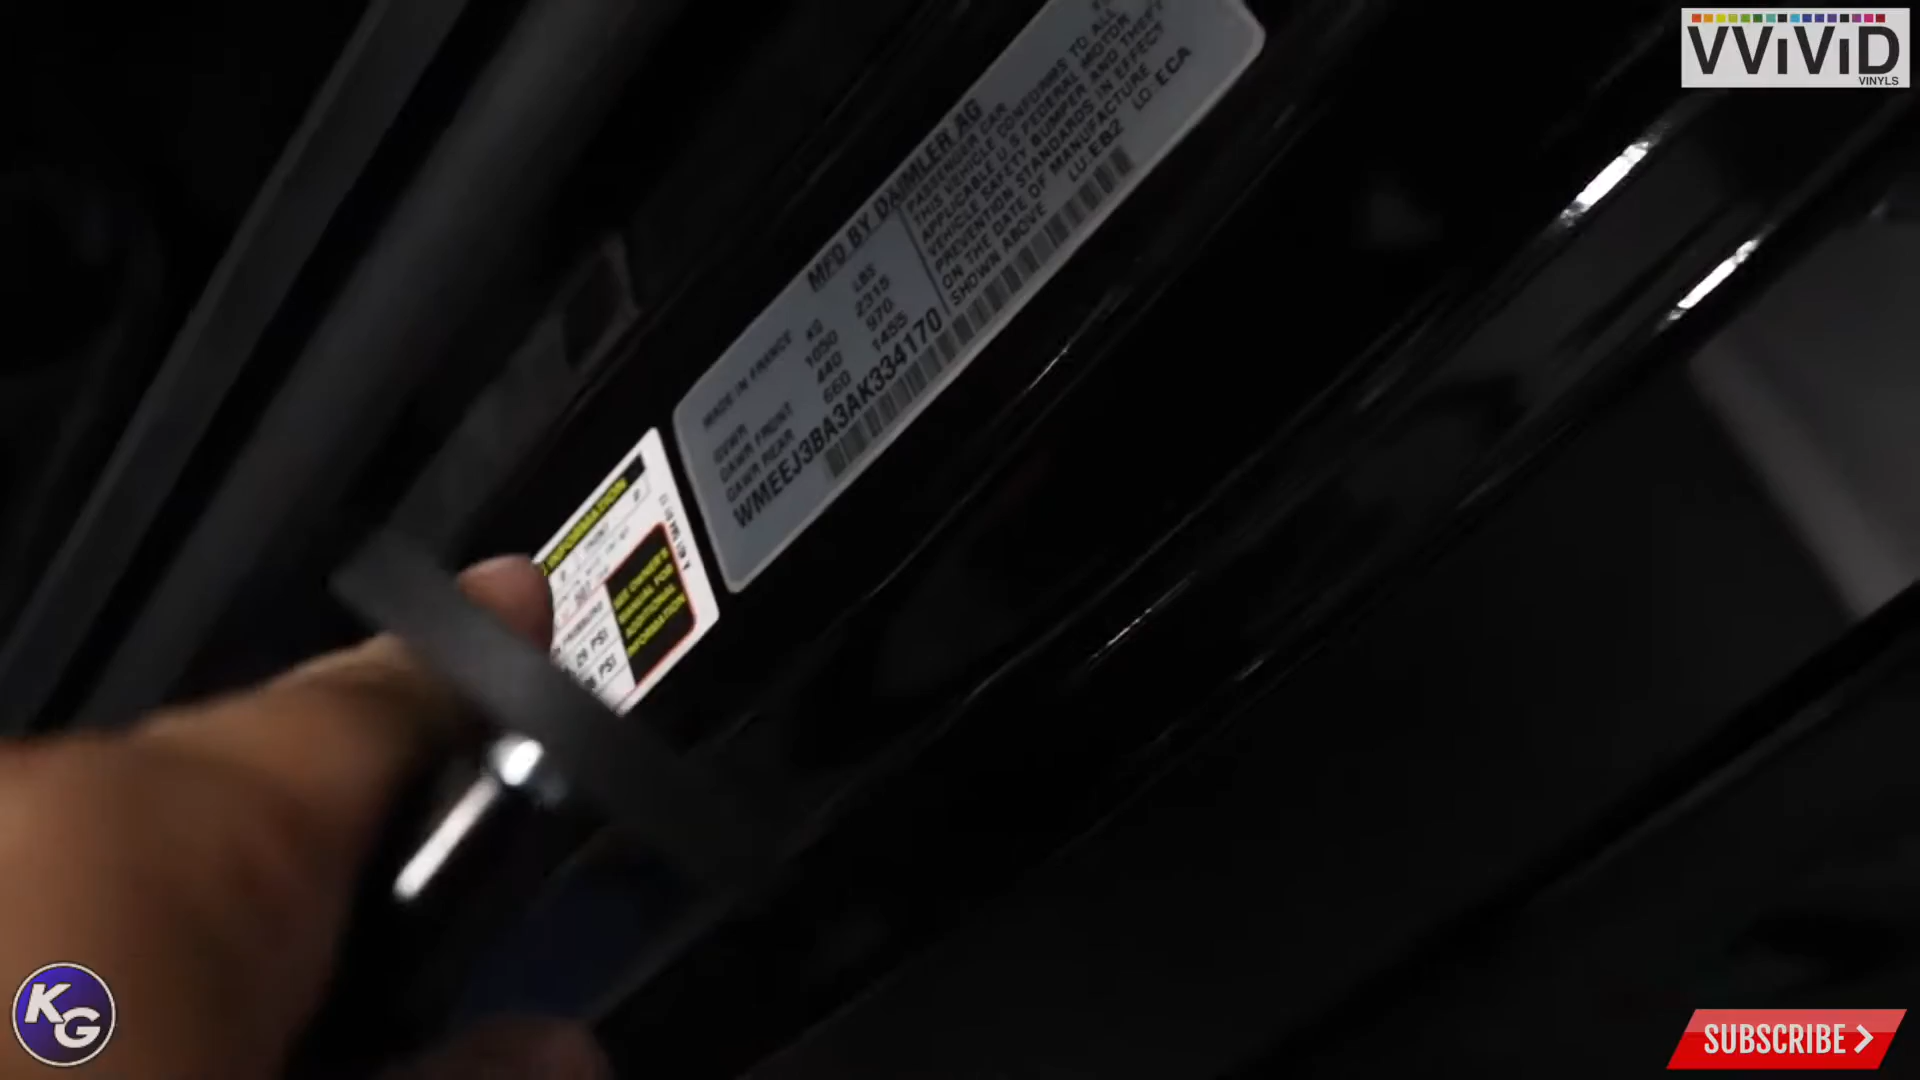 VViViD
VINYLS
MFD BY DAIMLER AG
MADE IN FRANCE
KG LBS
GVWR 1050 2315
GAWR FRONT 440 970
GAWR REAR 660 1455
PASSENGER CAR
THIS VEHICLE CONFORMS TO ALL
APPLICABLE U.S FEDERAL MOTOR
VEHICLE SAFETY BUMPER AND THEFT
PREVENTION STANDARDS IN EFFECT
ON THE DATE OF MANUFACTURE
SHOWN ABOVE
LU:EB2 LO: ECA
WMEEJ3BA3AK334170
INFORMATION
FRONT
SEE OWNER'S
MANUAL FOR
ADDITIONAL
INFORMATION
29 PSI
PSI
KG
SUBSCRIBE